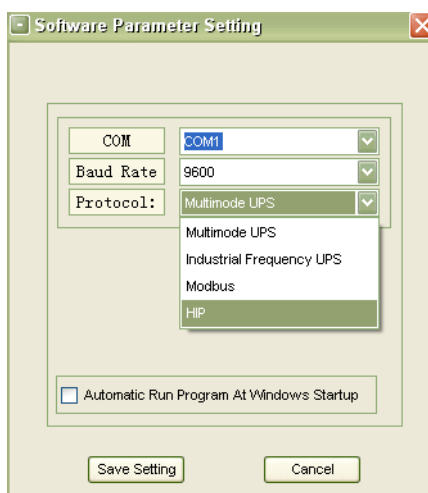 Software Parameter Setting
COM COM1
Baud Rate 9600
Protocol: Multimode UPS
Multimode UPS
Industrial Frequency UPS
Modbus
HIP
Automatic Run Program At Windows Startup
Save Setting Cancel